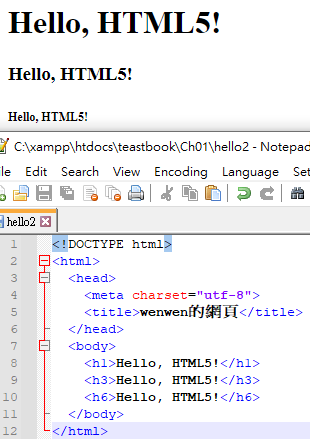 Hello, HTML5!
Hello, HTML5!
Hello, HTML5!
C:\xampp\htdocs\teastbook\Ch01\hello2 - Notepad
File Edit Search View Encoding Language Set
hello2
1 <!DOCTYPE html>
2 <html>
3 <head>
4 <meta charset="utf-8">
5 <title>wenwen的網頁</title>
6 </head>
7 <body>
8 <h1>Hello, HTML5!</h1>
9 <h3>Hello, HTML5!</h3>
10 <h6>Hello, HTML5!</h6>
11 </body>
12 </html>